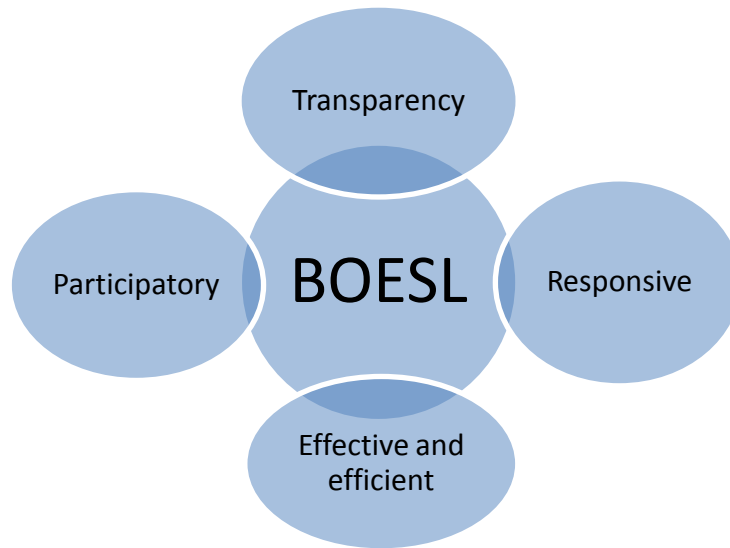 Transparency
Participatory
BOESL
Responsive
Effective and
efficient